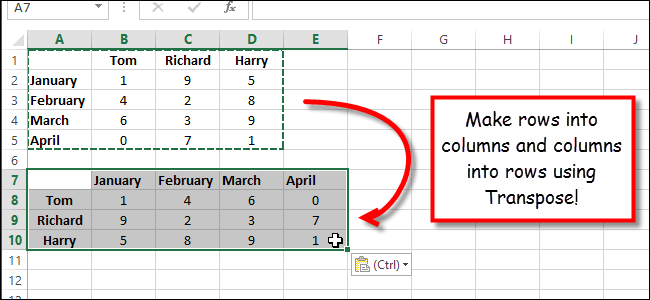 A7
A B C D E F G H I J
1 Tom Richard Harry
2 January 1 9 5
3 February 4 2 8
4 March 6 3 9
5 April 0 7 1
6
7 January February March April
8 Tom 1 4 6 0
9 Richard 9 2 3 7
10 Harry 5 8 9 1
11 (Ctrl)
12
13
Make rows into
columns and columns
into rows using
Transpose!